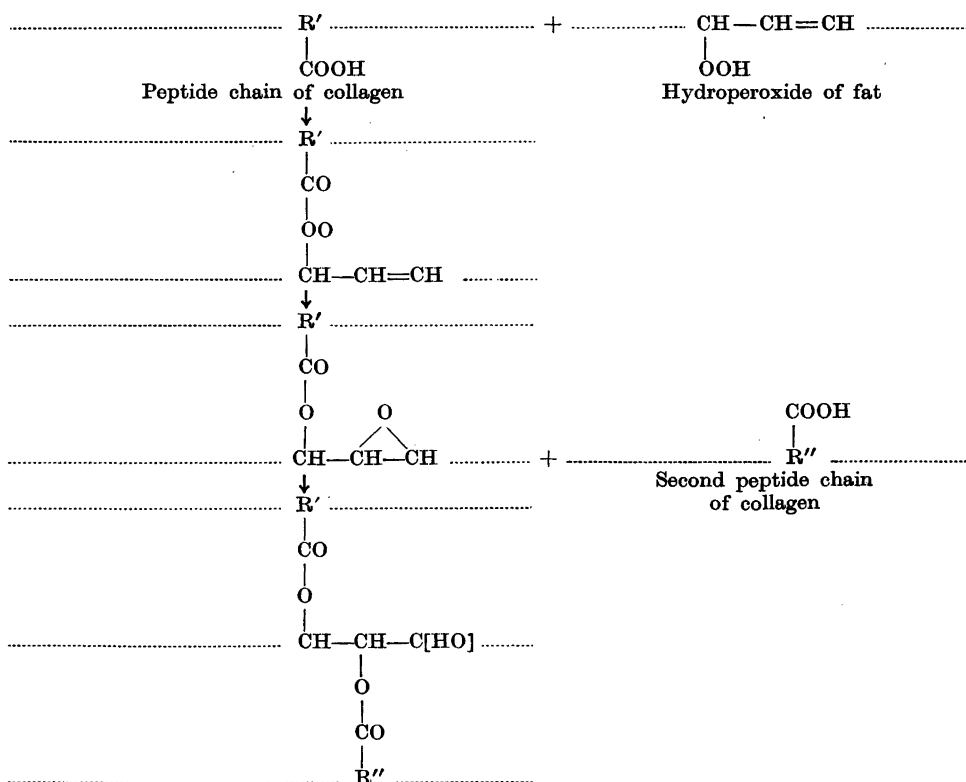 R′ + CH—CH=CH
COOH OOH
Peptide chain of collagen Hydroperoxide of fat
R′
CO
OO
CH—CH=CH
R′
CO
O O COOH
CH—CH—CH + R″
Second peptide chain
R′ of collagen
CO
O
CH—CH—C[HO]
O
CO
R″